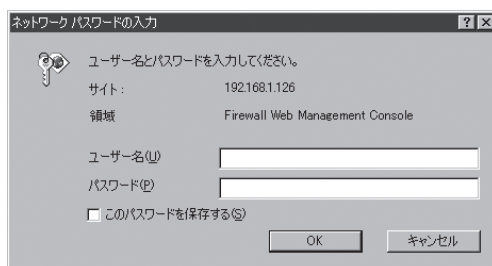 ネットワーク パスワードの入力
ユーザー名とパスワードを入力してください。
サイト： 192.168.1.126
領域 Firewall Web Management Console
ユーザー名(U)
パスワード(P)
このパスワードを保存する(S)
OK キャンセル